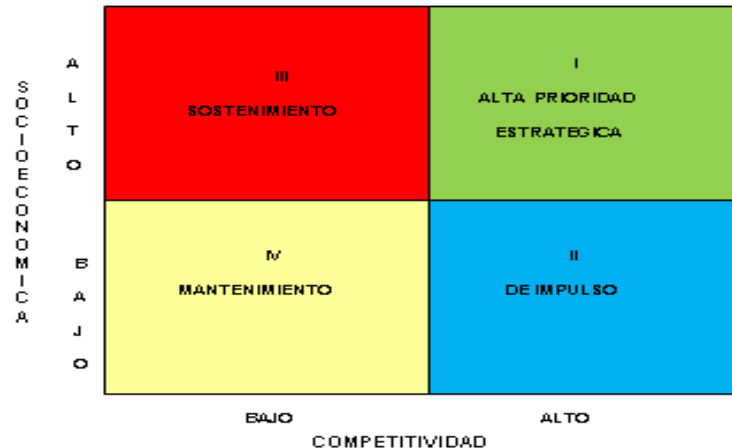 SOCIOECONOMICA
ALTO
III
SOSTENIMIENTO
I
ALTA PRIORIDAD
ESTRATEGICA
BAJO
IV
MANTENIMIENTO
II
DE IMPULSO
BAJO
ALTO
COMPETITIVIDAD